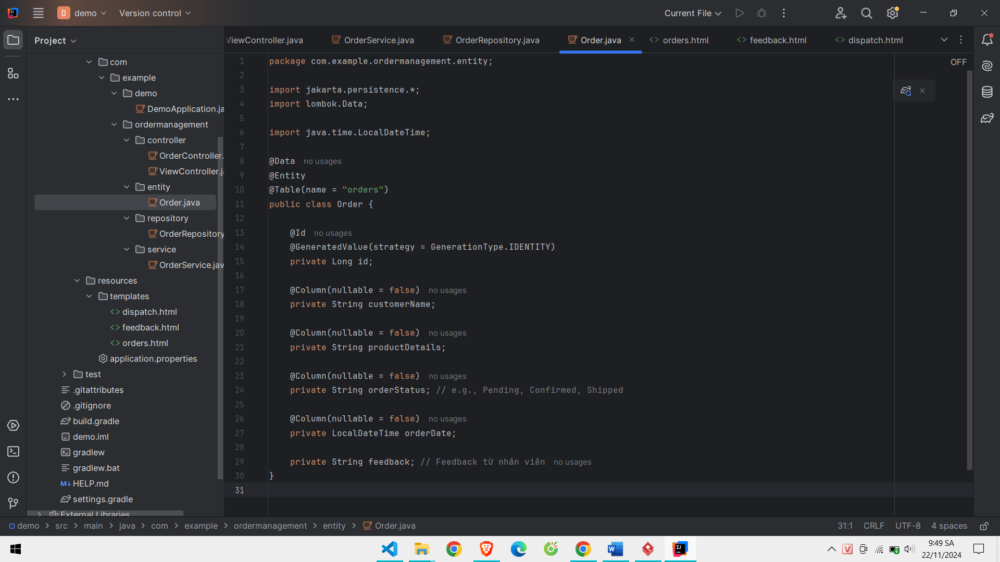 D demo Version control Current File
Project
ViewController.java OrderService.java OrderRepository.java Order.java orders.html feedback.html dispatch.html
com
example
demo
DemoApplication.ja
ordermanagement
controller
OrderController.
ViewController.j
entity
Order.java
repository
OrderRepository
service
OrderService.jav
resources
templates
dispatch.html
feedback.html
orders.html
application.properties
test
.gitattributes
.gitignore
build.gradle
demo.iml
gradlew
gradlew.bat
M↓ HELP.md
settings.gradle
External Libraries
OFF
1 package com.example.ordermanagement.entity;
2
3 import jakarta.persistence.*;
4 import lombok.Data;
5
6 import java.time.LocalDateTime;
7
8 @Data no usages
9 @Entity
10 @Table(name = "orders")
11 public class Order {
12
13 @Id no usages
14 @GeneratedValue(strategy = GenerationType.IDENTITY)
15 private Long id;
16
17 @Column(nullable = false) no usages
18 private String customerName;
19
20 @Column(nullable = false) no usages
21 private String productDetails;
22
23 @Column(nullable = false) no usages
24 private String orderStatus; // e.g., Pending, Confirmed, Shipped
25
26 @Column(nullable = false) no usages
27 private LocalDateTime orderDate;
28
29 private String feedback; // Feedback từ nhân viên no usages
30 }
31
demo > src > main > java > com > example > ordermanagement > entity > Order.java 31:1 CRLF UTF-8 4 spaces
9:49 SA
22/11/2024